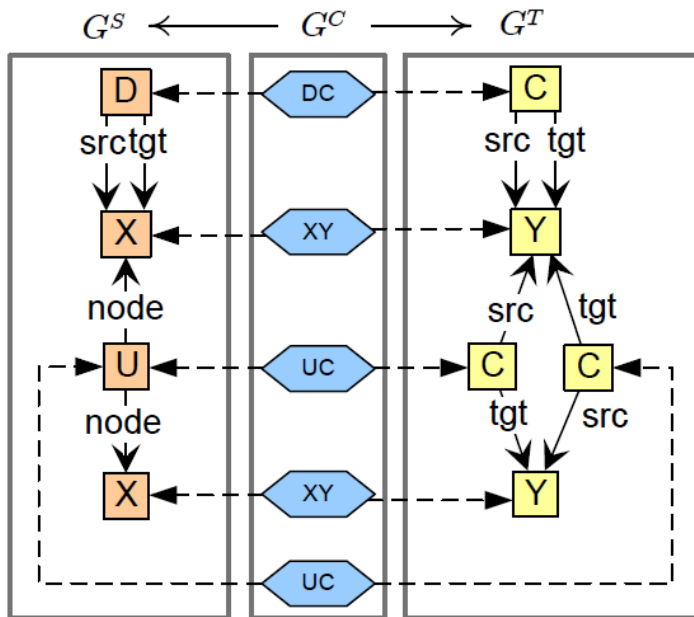 G^S G^C G^T
D DC C
src tgt src tgt
X XY Y
node src tgt
U UC C C
node tgt src
X XY Y
UC